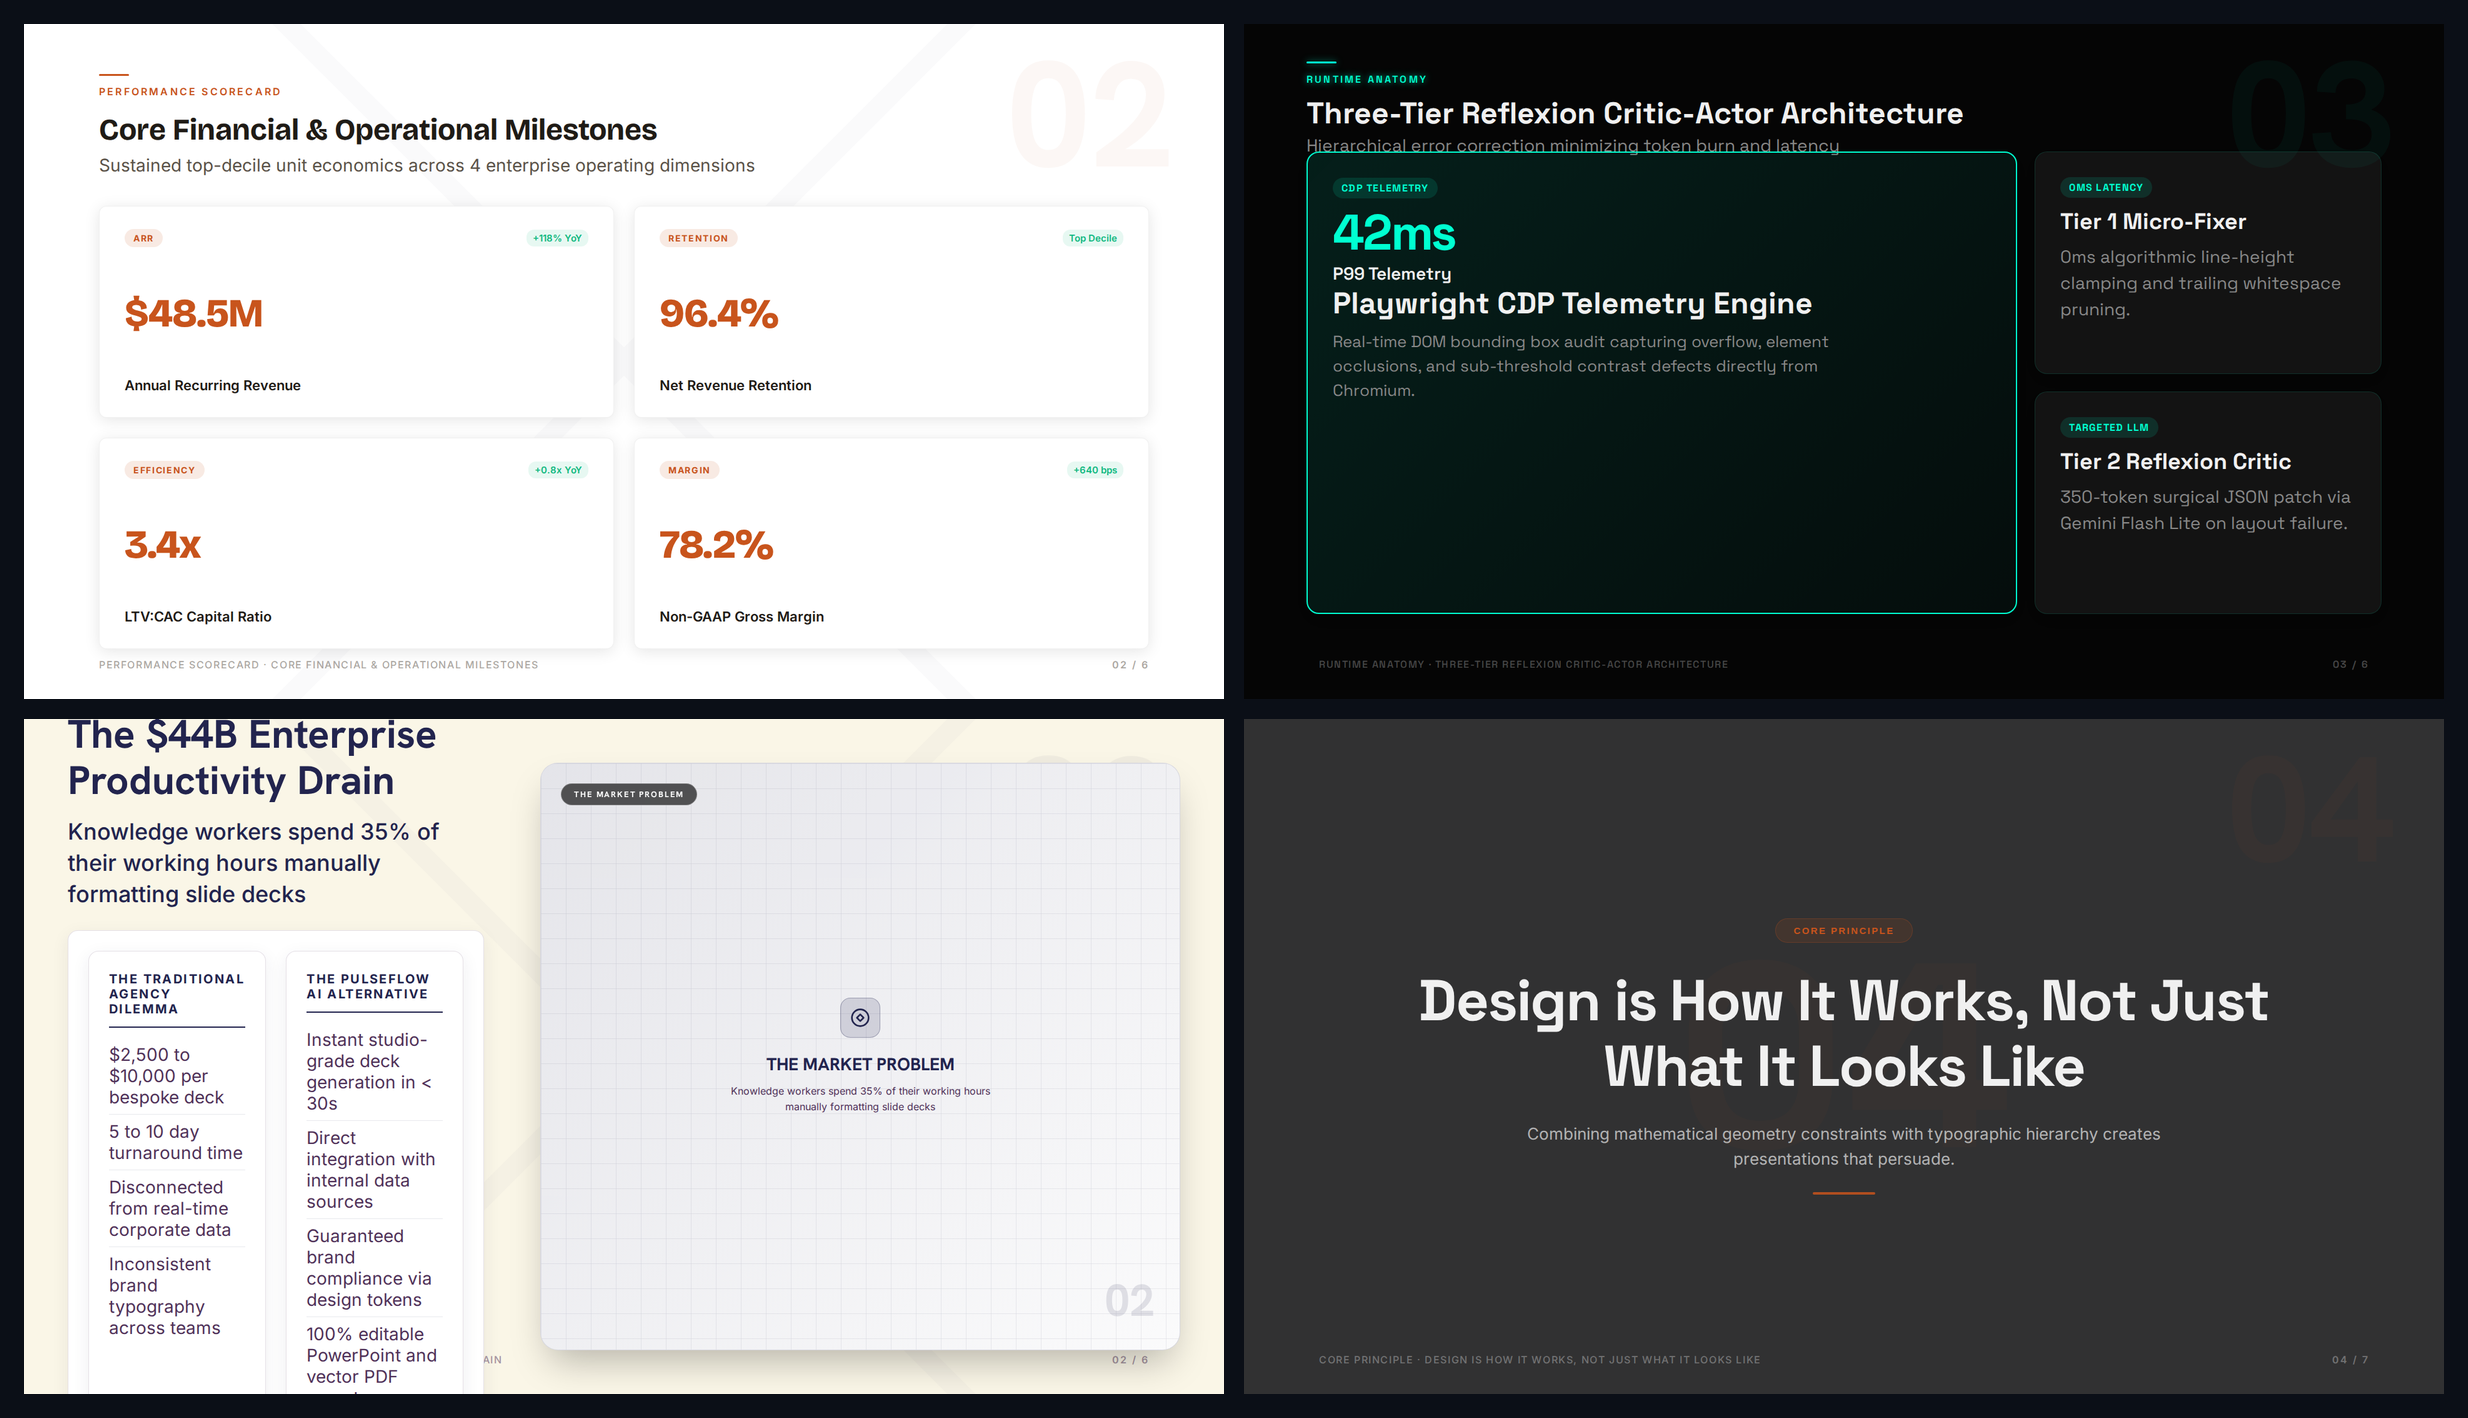 02
PERFORMANCE SCORECARD
Core Financial & Operational Milestones
Sustained top-decile unit economics across 4 enterprise operating dimensions
ARR
+118% YoY
$48.5M
Annual Recurring Revenue
RETENTION
Top Decile
96.4%
Net Revenue Retention
EFFICIENCY
+0.8x YoY
3.4x
LTV:CAC Capital Ratio
MARGIN
+640 bps
78.2%
Non-GAAP Gross Margin
PERFORMANCE SCORECARD · CORE FINANCIAL & OPERATIONAL MILESTONES
02 / 6
03
RUNTIME ANATOMY
Three-Tier Reflexion Critic-Actor Architecture
Hierarchical error correction minimizing token burn and latency
CDP TELEMETRY
42ms
P99 Telemetry
Playwright CDP Telemetry Engine
Real-time DOM bounding box audit capturing overflow, element
occlusions, and sub-threshold contrast defects directly from
Chromium.
0MS LATENCY
Tier 1 Micro-Fixer
0ms algorithmic line-height
clamping and trailing whitespace
pruning.
TARGETED LLM
Tier 2 Reflexion Critic
350-token surgical JSON patch via
Gemini Flash Lite on layout failure.
RUNTIME ANATOMY · THREE-TIER REFLEXION CRITIC-ACTOR ARCHITECTURE
03 / 6
The $44B Enterprise
Productivity Drain
Knowledge workers spend 35% of
their working hours manually
formatting slide decks
THE TRADITIONAL
AGENCY
DILEMMA
$2,500 to
$10,000 per
bespoke deck
5 to 10 day
turnaround time
Disconnected
from real-time
corporate data
Inconsistent
brand
typography
across teams
THE PULSEFLOW
AI ALTERNATIVE
Instant studio-
grade deck
generation in <
30s
Direct
integration with
internal data
sources
Guaranteed
brand
compliance via
design tokens
100% editable
PowerPoint and
vector PDF
THE MARKET PROBLEM
THE MARKET PROBLEM
Knowledge workers spend 35% of their working hours
manually formatting slide decks
02
AIN
02 / 6
04
CORE PRINCIPLE
04
Design is How It Works, Not Just
What It Looks Like
Combining mathematical geometry constraints with typographic hierarchy creates
presentations that persuade.
CORE PRINCIPLE · DESIGN IS HOW IT WORKS, NOT JUST WHAT IT LOOKS LIKE
04 / 7